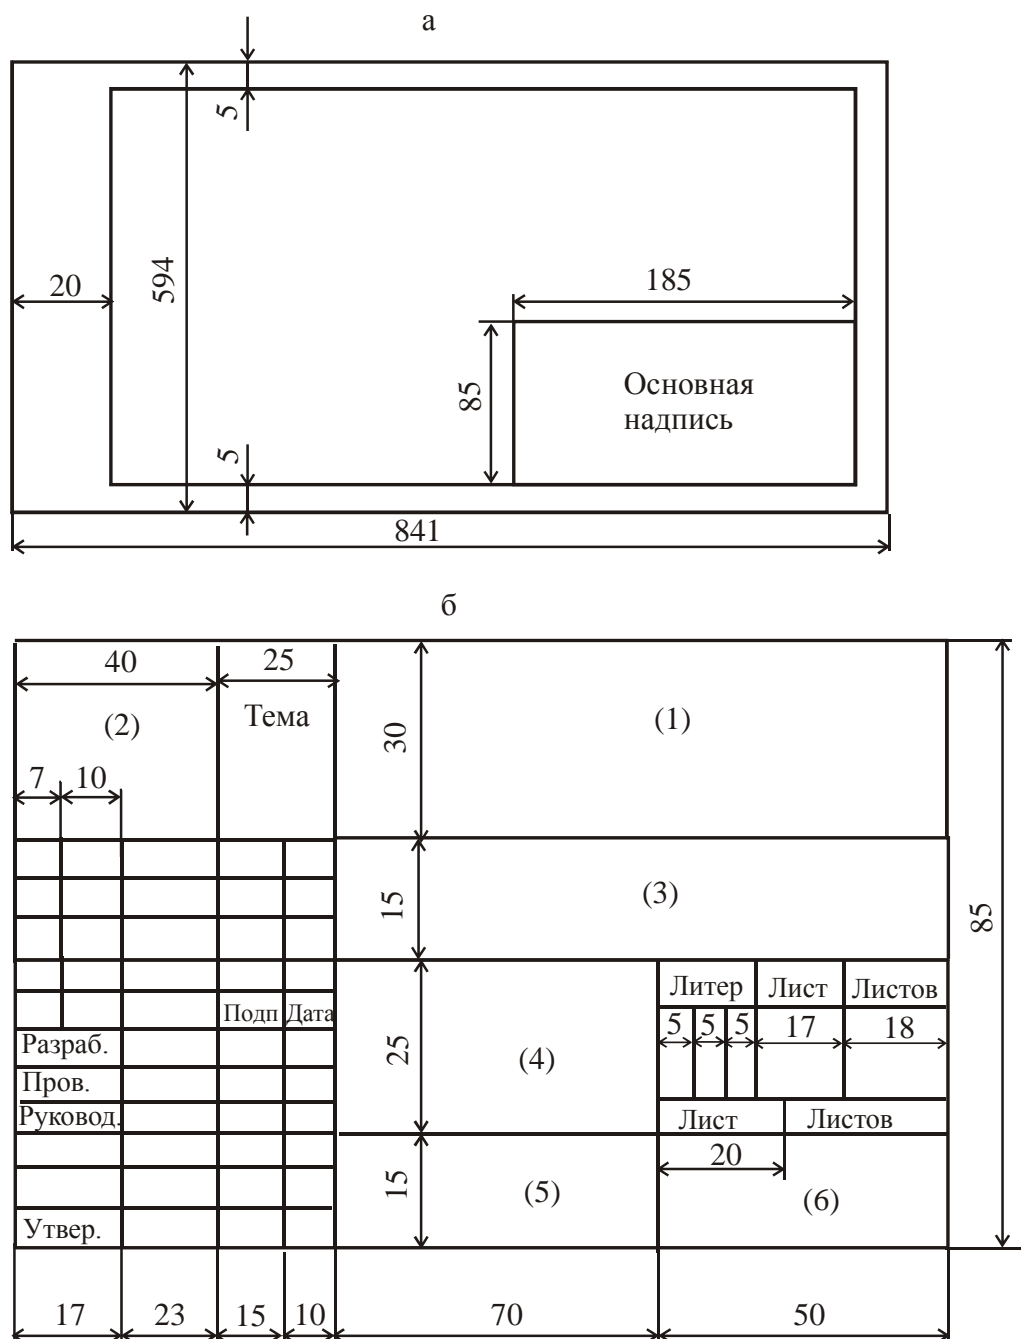 а
5
594
20
185
85
Основная
надпись
5
841
б
40
25
(2)
Тема
30
(1)
7
10
15
(3)
85
Литер
Лист
Листов
Подп
Дата
5
5
5
17
18
Разраб.
25
(4)
Пров.
Руковод.
Лист
Листов
20
15
(5)
(6)
Утвер.
17
23
15
10
70
50